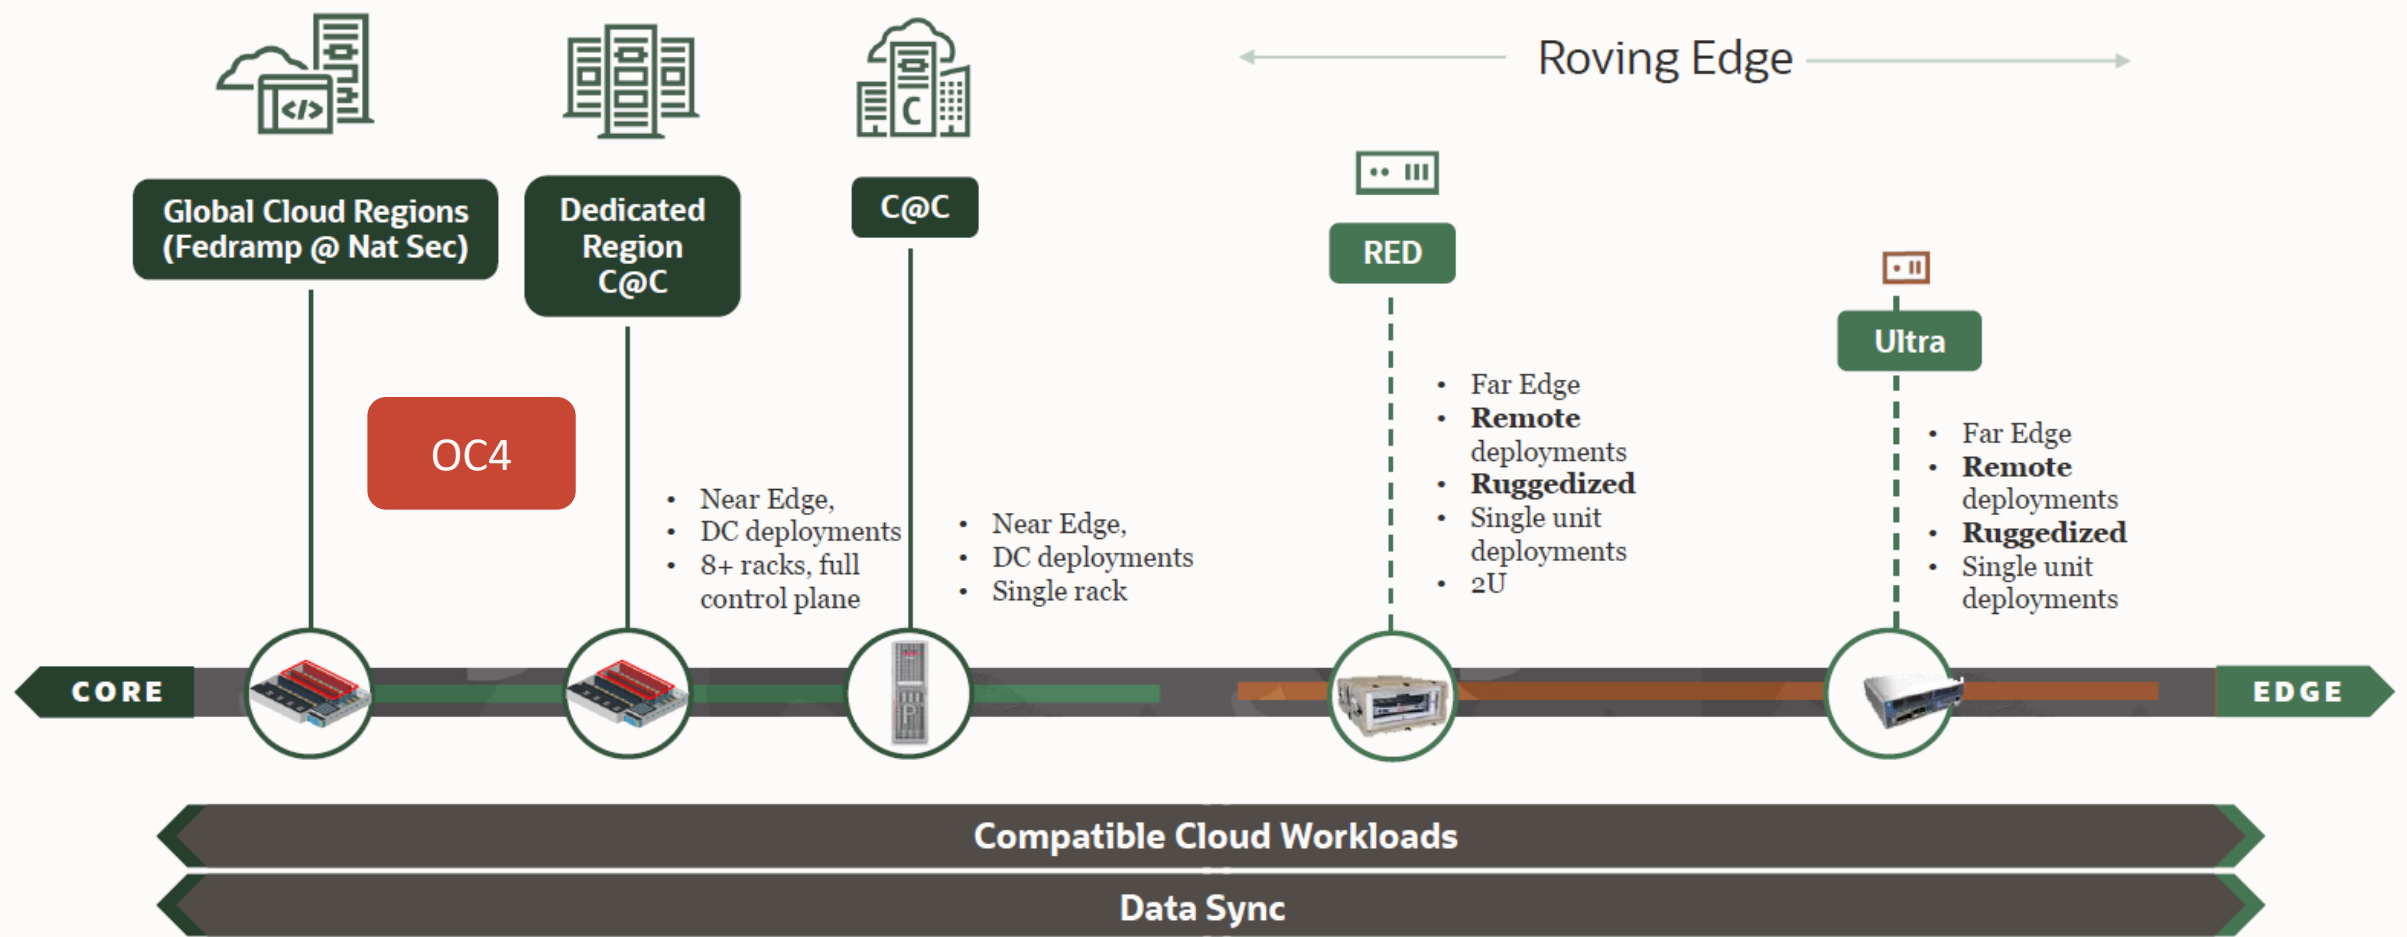 Roving Edge
Global Cloud Regions
(Fedramp @ Nat Sec)
Dedicated
Region
C@C
C@C
C
</>
RED
Ultra
OC4
• Near Edge,
• DC deployments
• 8+ racks, full
control plane
• Near Edge,
• DC deployments
• Single rack
• Far Edge
• Remote
deployments
• Ruggedized
• Single unit
deployments
• 2U
• Far Edge
• Remote
deployments
• Ruggedized
• Single unit
deployments
CORE
P
EDGE
Compatible Cloud Workloads
Data Sync